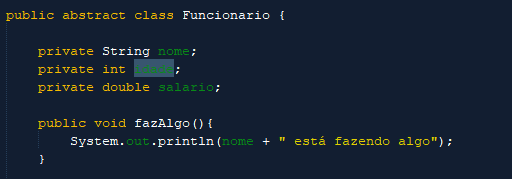 public abstract class Funcionario {
private String nome;
private int idade;
private double salario;
public void fazAlgo(){
System.out.println(nome + " está fazendo algo");
}